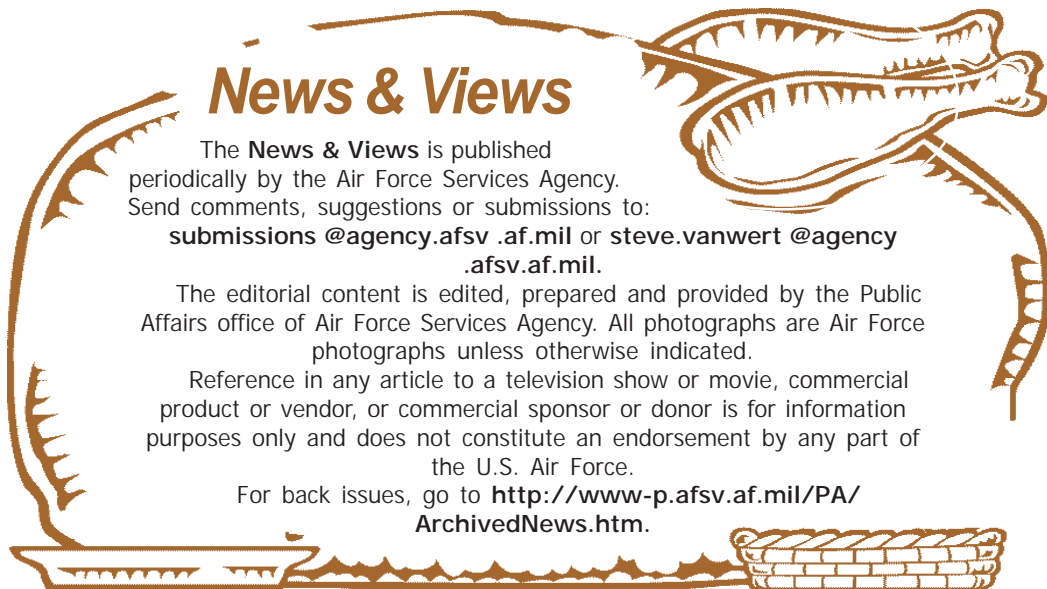 News & Views
The News & Views is published
periodically by the Air Force Services Agency.
Send comments, suggestions or submissions to:
submissions @agency.afsv .af.mil or steve.vanwert @agency
.afsv.af.mil.
The editorial content is edited, prepared and provided by the Public
Affairs office of Air Force Services Agency. All photographs are Air Force
photographs unless otherwise indicated.
Reference in any article to a television show or movie, commercial
product or vendor, or commercial sponsor or donor is for information
purposes only and does not constitute an endorsement by any part of
the U.S. Air Force.
For back issues, go to http://www-p.afsv.af.mil/PA/
ArchivedNews.htm.